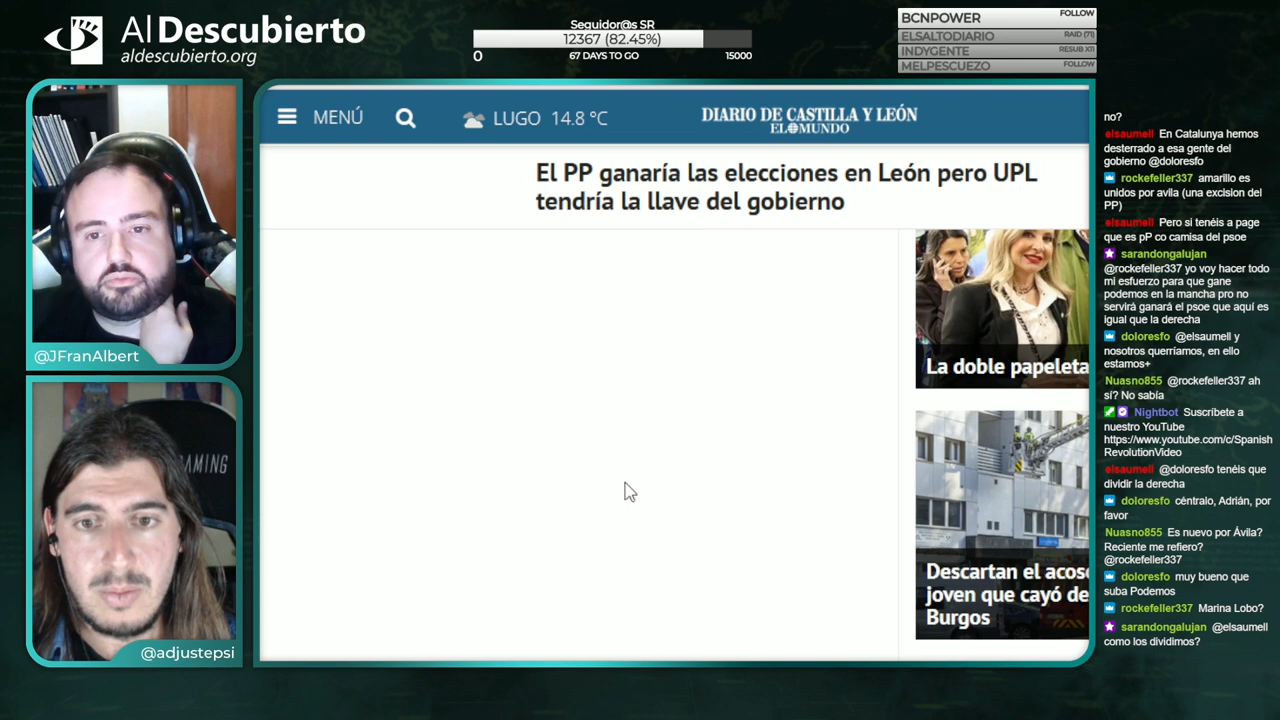 Al Descubierto
aldescubierto.org
Seguidor@s SR
12367 (82.45%)
0
67 DAYS TO GO
15000
BCNPOWER FOLLOW
ELSALTODIARIO RAID (71)
INDYGENTE RESUB X11
MELPESCUEZO FOLLOW
MENÚ
LUGO 14.8 °C
DIARIO DE CASTILLA Y LEÓN
EL MUNDO
El PP ganaría las elecciones en León pero UPL
tendría la llave del gobierno
La doble papeleta
Descartan el acoso
joven que cayó de
Burgos
@JFranAlbert
GAMING
@adjustepsi
no?
elsaumell En Catalunya hemos
desterrado a esa gente del
gobierno @doloresfo
rockefeller337 amarillo es
unidos por avila (una excision del
PP)
elsaumell Pero si tenéis a page
que es pP co camisa del psoe
sarandongalujan
@rockefeller337 yo voy hacer todo
mi esfuerzo para que gane
podemos en la mancha pro no
servirá ganará el psoe que aquí es
igual que la derecha
doloresfo @elsaumell y
nosotros querríamos, en ello
estamos+
Nuasno855 @rockefeller337 ah
sí? No sabía
Nightbot Suscríbete a
nuestro YouTube
https://www.youtube.com/c/Spanish
RevolutionVideo
elsaumell @doloresfo tenéis que
dividir la derecha
doloresfo céntralo, Adrián, por
favor
Nuasno855 Es nuevo por Ávila?
Reciente me refiero?
@rockefeller337
doloresfo muy bueno que
suba Podemos
rockefeller337 Marina Lobo?
sarandongalujan @elsaumell
como los dividimos?